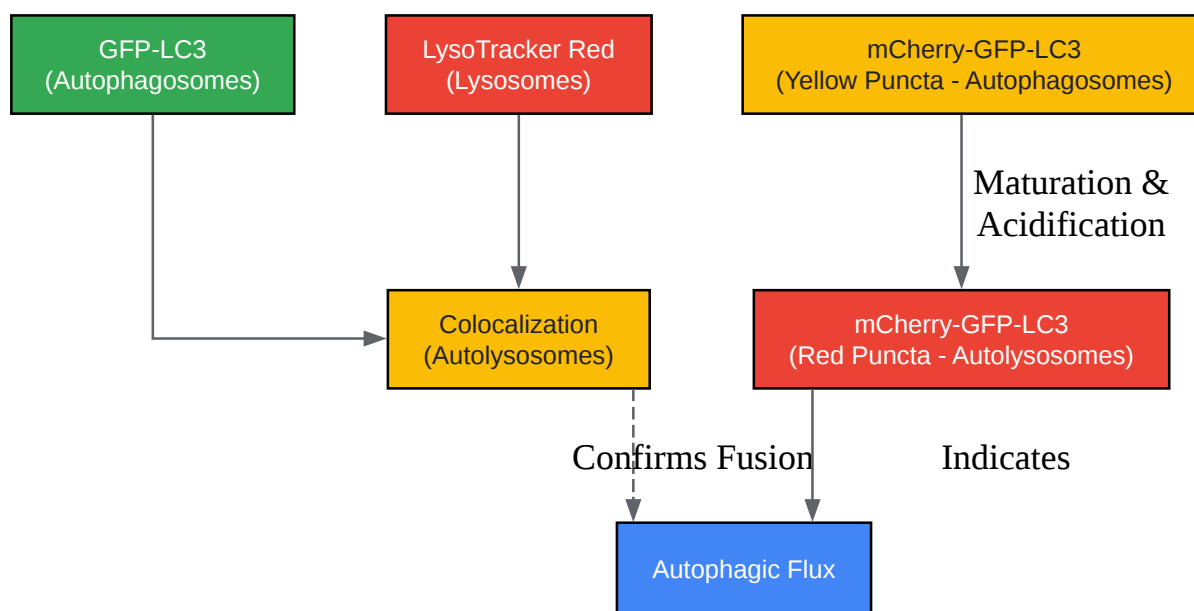 GFP-LC3
(Autophagosomes)
LysoTracker Red
(Lysosomes)
mCherry-GFP-LC3
(Yellow Puncta - Autophagosomes)
Maturation &
Acidification
Colocalization
(Autolysosomes)
mCherry-GFP-LC3
(Red Puncta - Autolysosomes)
Confirms Fusion
Indicates
Autophagic Flux